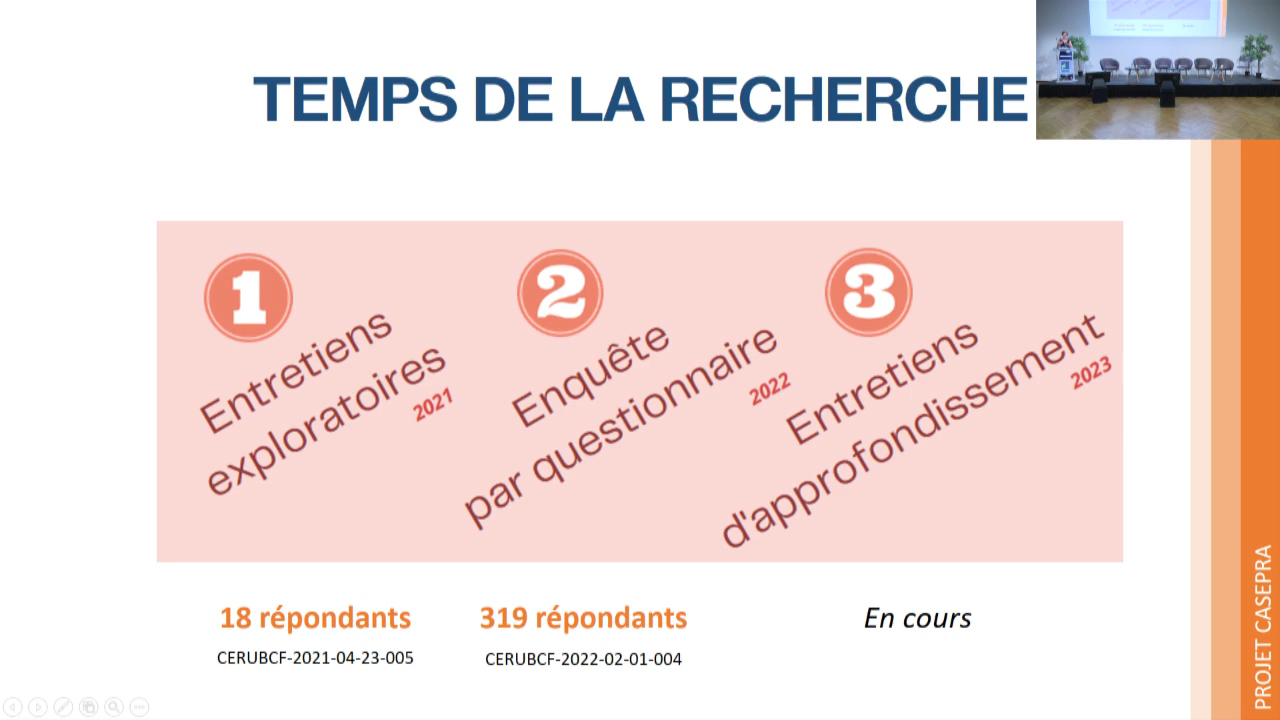 TEMPS DE LA RECHERCHE
1
Entretiens
exploratoires
2021
2
Enquête
par questionnaire
2022
3
Entretiens
d'approfondissement
2023
18 répondants
CERUBCF-2021-04-23-005
319 répondants
CERUBCF-2022-02-01-004
En cours
PROJET CASEPRA